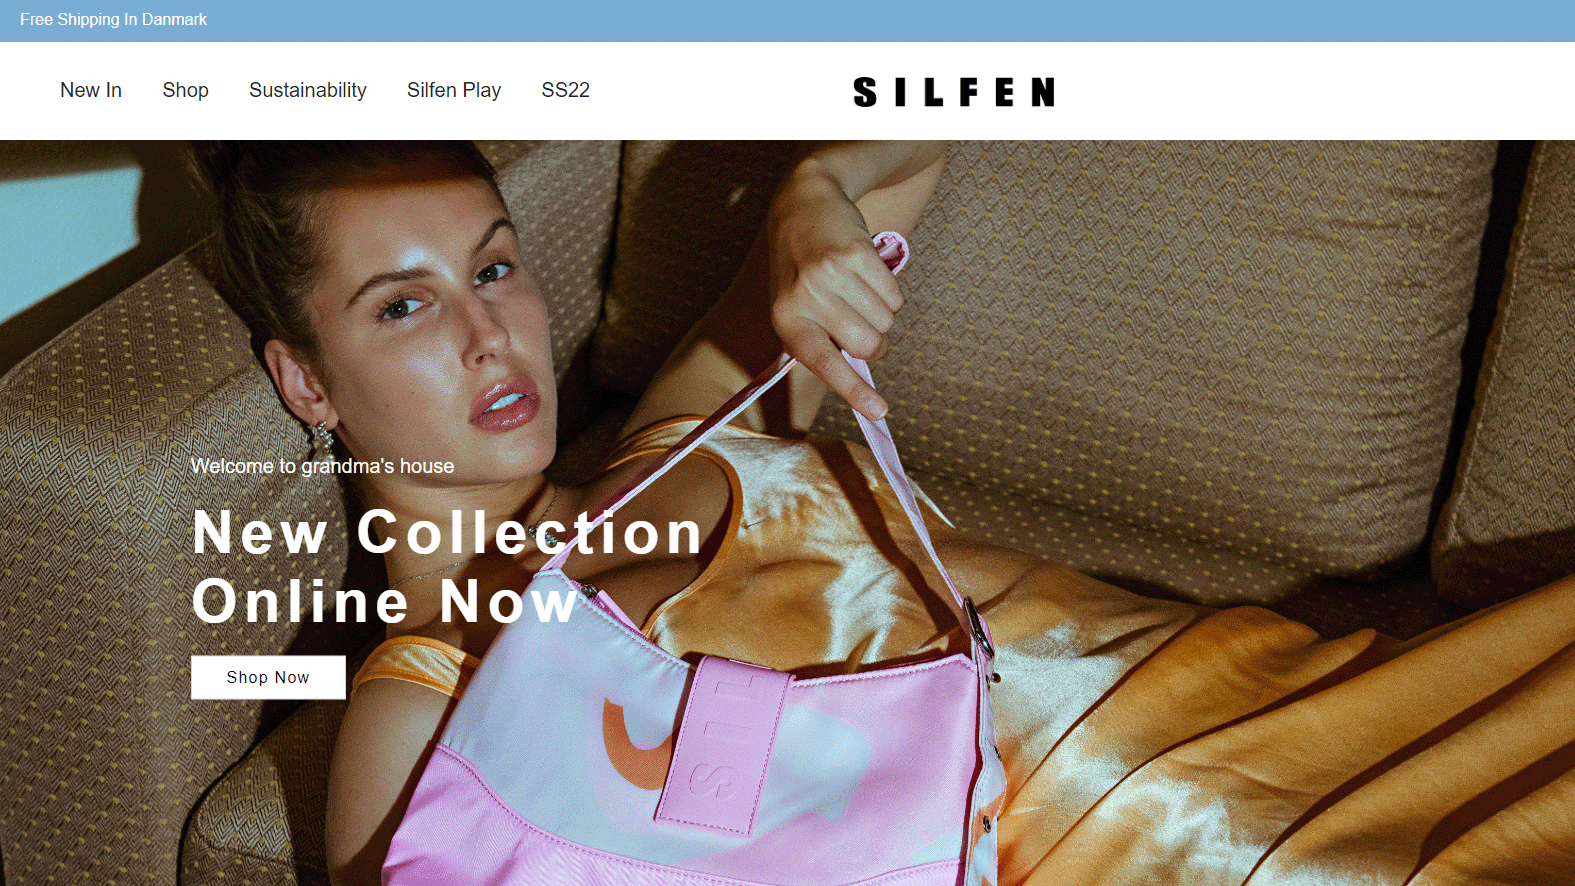 Free Shipping In Danmark
New In
Shop
Sustainability
Silfen Play
SS22
SILFEN
Welcome to grandma's house
New Collection
Online Now
Shop Now
SILF